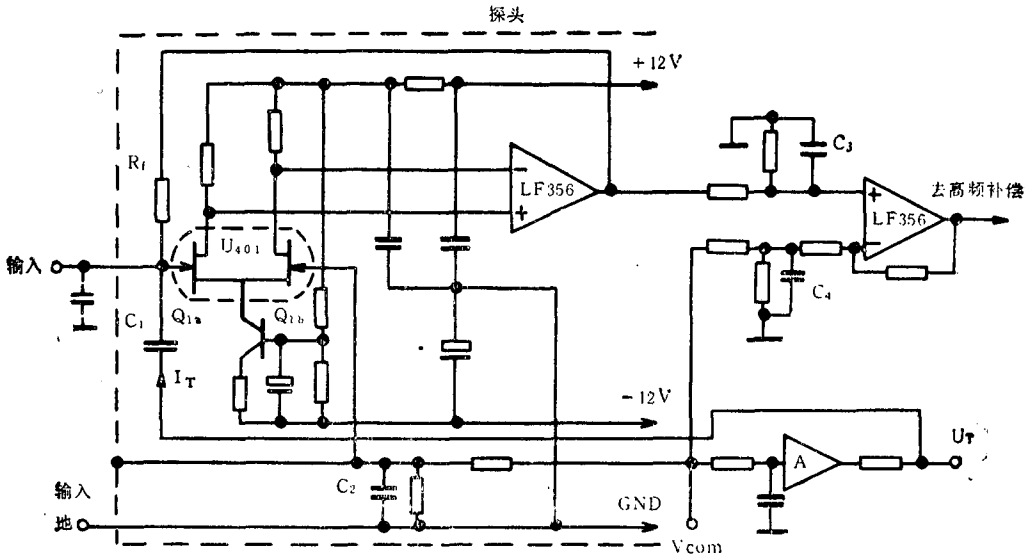 探头
+12V
Rf
C3
LF356
LF356
去高频补偿
U401
输入
Q1a
Q1b
C4
C1
IT
-12V
UT
A
C2
输入
地
GND
Vcom